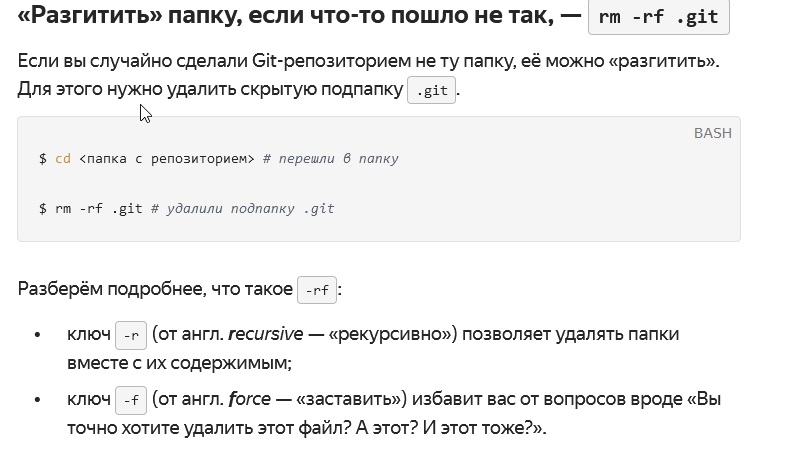 «Разгитить» папку, если что-то пошло не так, — rm -rf .git
Если вы случайно сделали Git-репозиторием не ту папку, её можно «разгитить».
Для этого нужно удалить скрытую подпапку .git.
BASH
$ cd <папка с репозиторием> # перешли в папку
$ rm -rf .git # удалили подпапку .git
Разберём подробнее, что такое -rf:
• ключ -r (от англ. recursive — «рекурсивно») позволяет удалять папки
вместе с их содержимым;
• ключ -f (от англ. force — «заставить») избавит вас от вопросов вроде «Вы
точно хотите удалить этот файл? А этот? И этот тоже?».